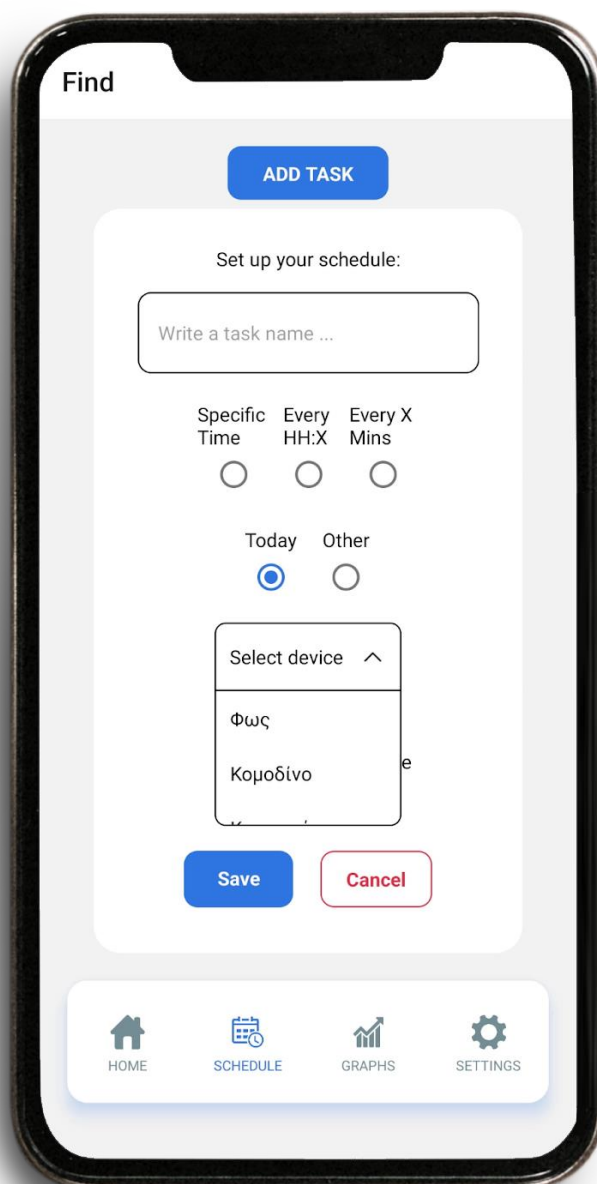 Find
ADD TASK
Set up your schedule:
Write a task name ...
Specific Time
Every HH:X
Every X Mins
Today
Other
Select device
Φως
Κομοδίνο
e
Save
Cancel
HOME
SCHEDULE
GRAPHS
SETTINGS